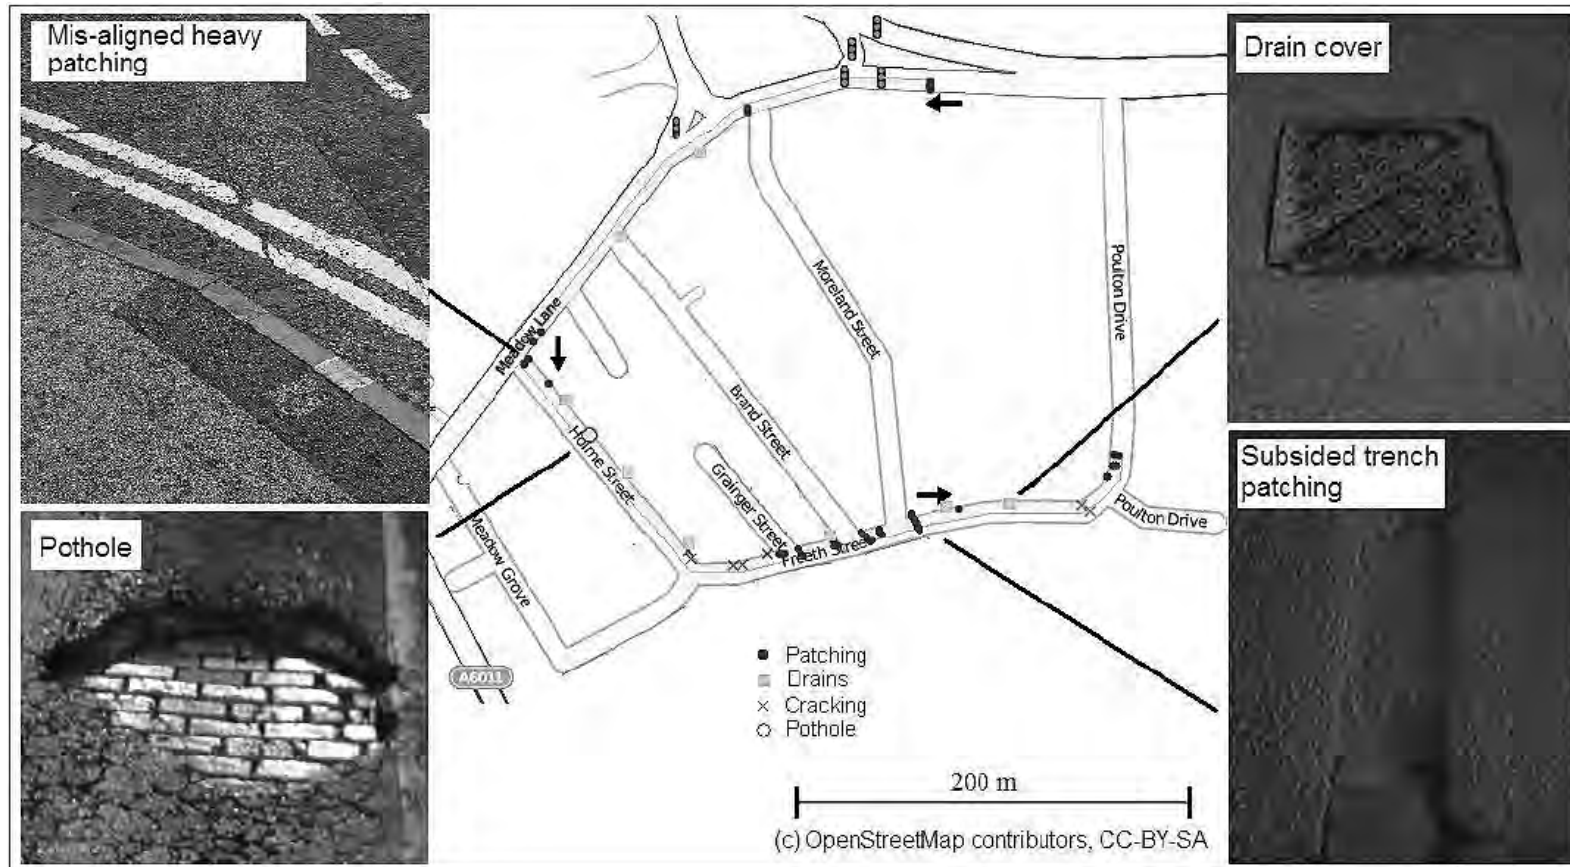 Mis-aligned heavy
patching
Pothole
Drain cover
Subsided trench
patching
Meadow Lane
Moreland Street
Poulton Drive
Brand Street
Holme Street
Grainger Street
Freeth Street
Poulton Drive
Meadow Grove
A6011
Patching
Drains
Cracking
Pothole
200 m
(c) OpenStreetMap contributors, CC-BY-SA